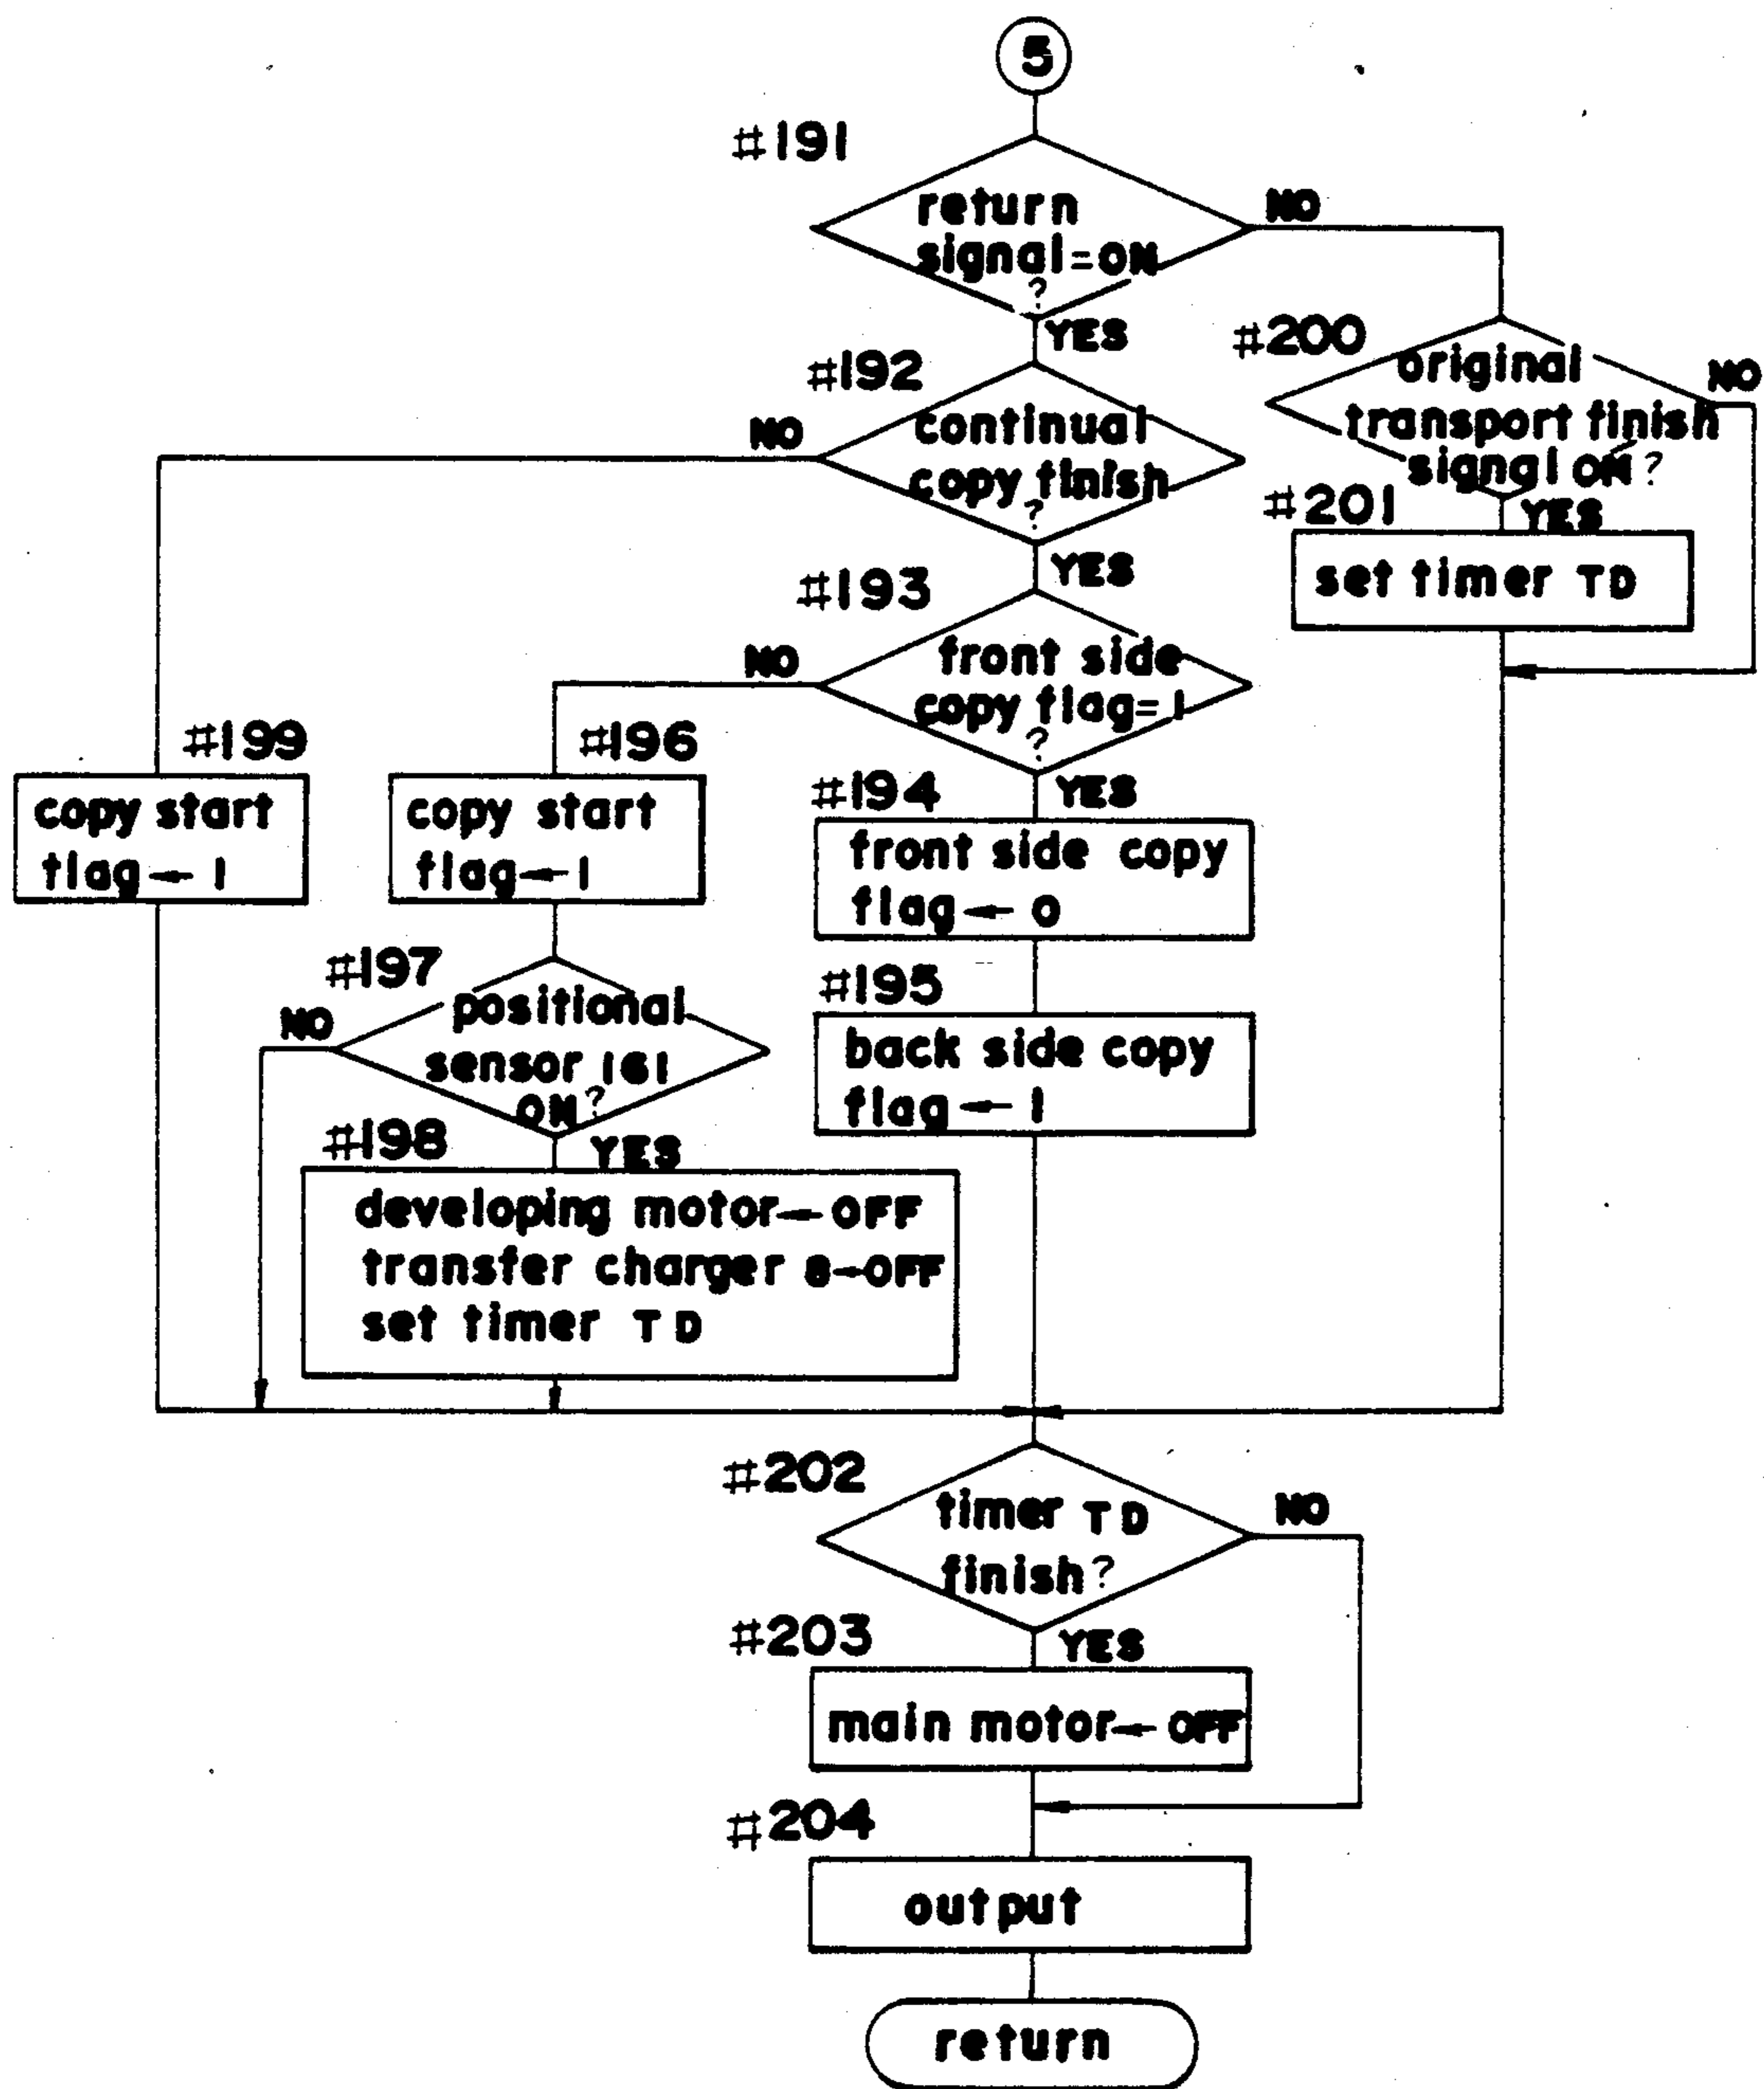 5
#191
return
signal=ON
?
NO
YES
#192
continual
copy finish
?
NO
YES
#200
original
transport finish
signal ON?
NO
YES
#201
set timer TD
#193
front side
copy flag=1
?
NO
YES
#199
copy start
flag←1
#196
copy start
flag←1
#194
front side copy
flag←0
#197
positional
sensor 161
ON?
NO
YES
#195
back side copy
flag←1
#198
developing motor←OFF
transfer charger 8←OFF
set timer TD
#202
timer TD
finish?
NO
YES
#203
main motor←OFF
#204
output
return